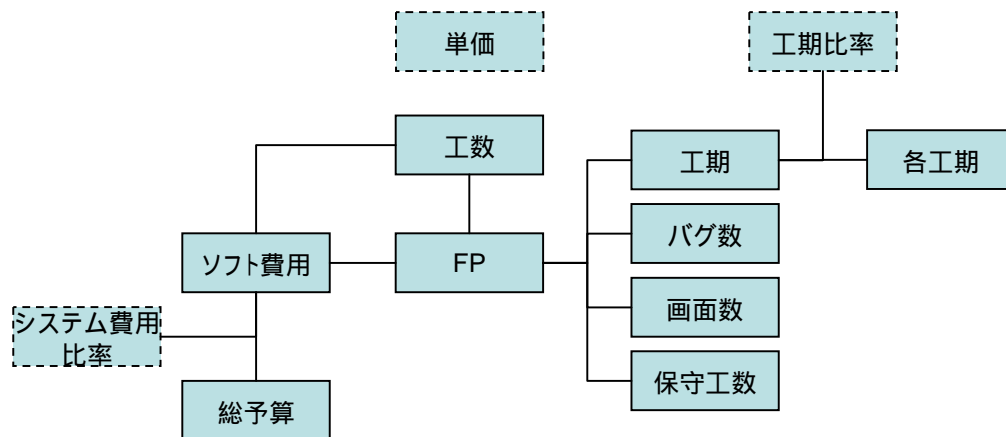 単価
工期比率
工数
工期
各工期
バグ数
ソフト費用
FP
画面数
システム費用
比率
保守工数
総予算